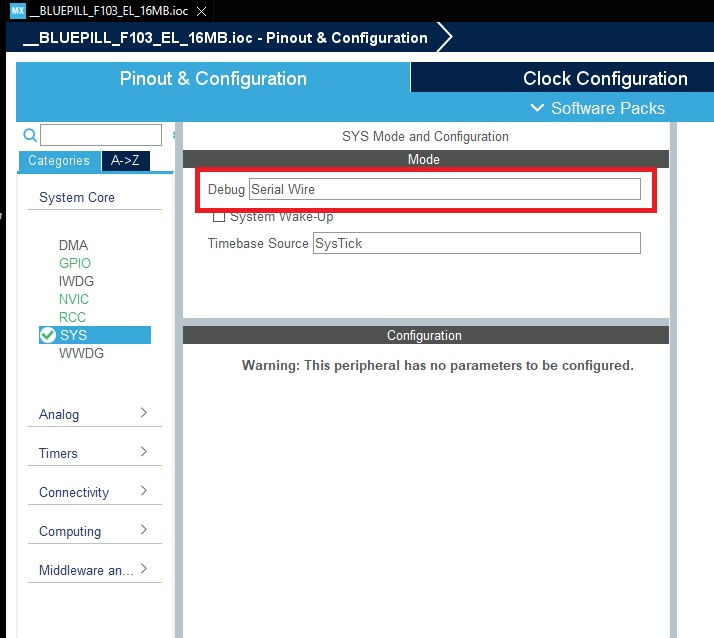 MX __BLUEPILL_F103_EL_16MB.ioc
__BLUEPILL_F103_EL_16MB.ioc - Pinout & Configuration
Pinout & Configuration
Clock Configuration
Software Packs
Categories
A->Z
System Core
DMA
GPIO
IWDG
NVIC
RCC
SYS
WWDG
Analog
Timers
Connectivity
Computing
Middleware an...
SYS Mode and Configuration
Mode
Debug Serial Wire
System Wake-Up
Timebase Source SysTick
Configuration
Warning: This peripheral has no parameters to be configured.